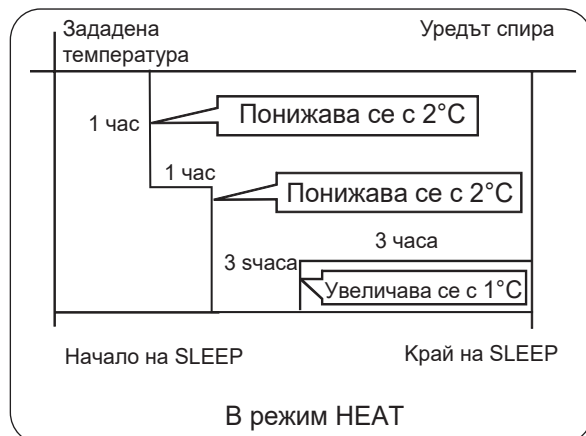 Зададена
температура
Уредът спира
1 час
Понижава се с 2°C
1 час
Понижава се с 2°C
3 часа
3 sчаса
Увеличава се с 1°C
Начало на SLEEP
Край на SLEEP
В режим HEAT